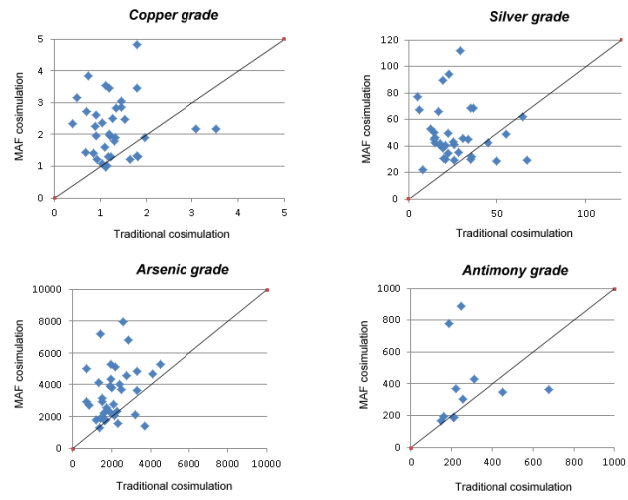 Copper grade
5
4
3
2
1
0
0 1 2 3 4 5
MAF cosimulation
Traditional cosimulation
Silver grade
120
100
80
60
40
20
0
0 50 100
MAF cosimulation
Traditional cosimulation
Arsenic grade
10000
8000
6000
4000
2000
0
0 2000 4000 6000 8000 10000
MAF cosimulation
Traditional cosimulation
Antimony grade
1000
800
600
400
200
0
0 200 400 600 800 1000
MAF cosimulation
Traditional cosimulation